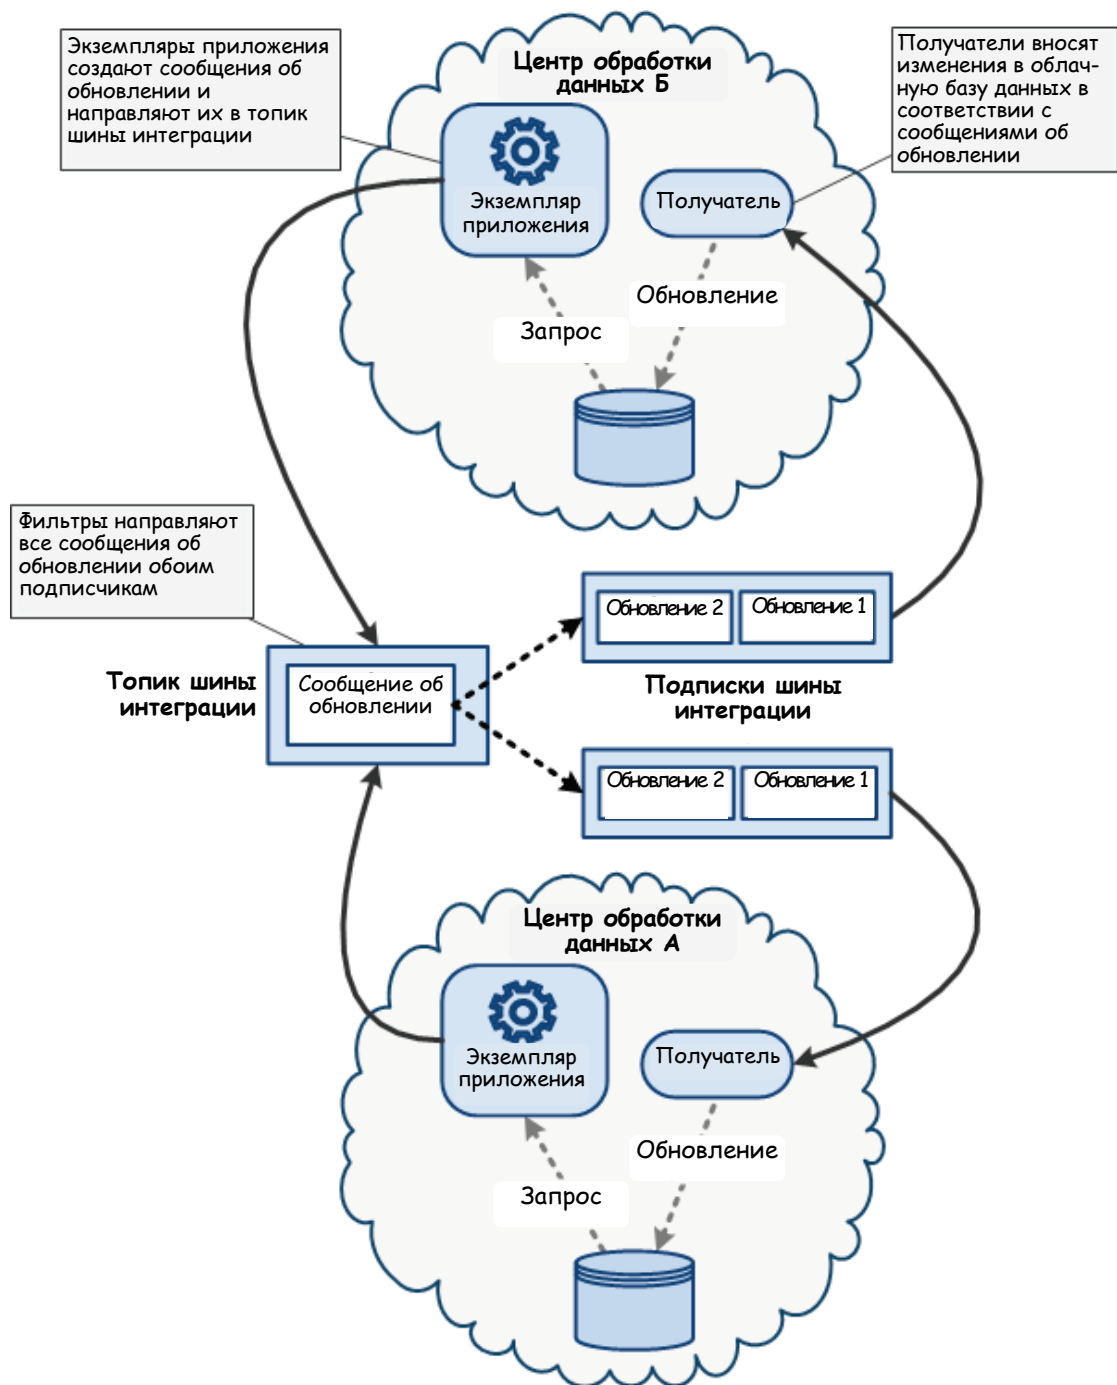 Экземпляры приложения
создают сообщения об
обновлении и
направляют их в топик
шины интеграции
Центр обработки
данных Б
Получатели вносят
изменения в облач-
ную базу данных в
соответствии с
сообщениями об
обновлении
Экземпляр
приложения
Получатель
Обновление
Запрос
Фильтры направляют
все сообщения об
обновлении обоим
подписчикам
Обновление 2
Обновление 1
Топик шины
интеграции
Сообщение об
обновлении
Подписки шины
интеграции
Обновление 2
Обновление 1
Центр обработки
данных А
Экземпляр
приложения
Получатель
Обновление
Запрос